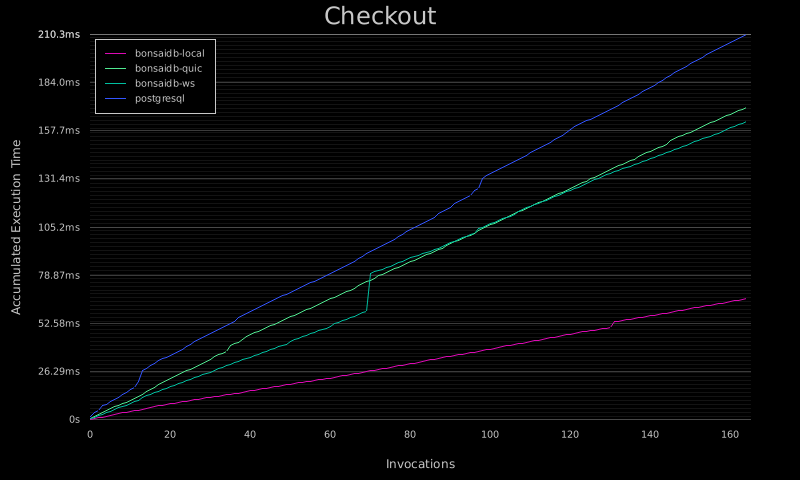 Checkout
210.3ms
184.0ms
157.7ms
131.4ms
105.2ms
78.87ms
52.58ms
26.29ms
0s
Accumulated Execution Time
bonsaidb-local
bonsaidb-quic
bonsaidb-ws
postgresql
0 20 40 60 80 100 120 140 160
Invocations